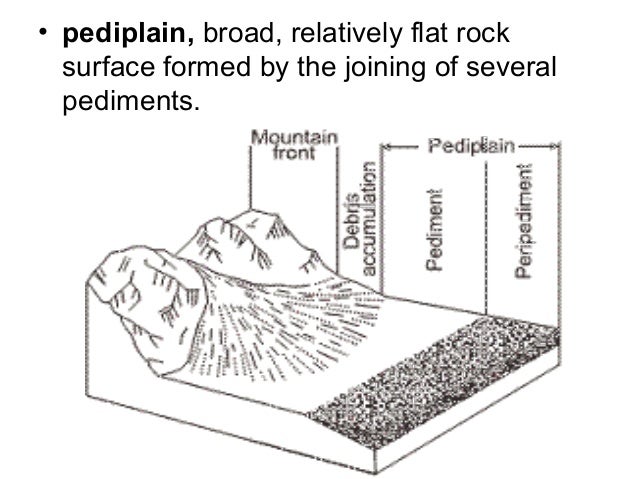 • pediplain, broad, relatively flat rock
surface formed by the joining of several
pediments.
Mountain
front
Debris
accumulation
Pediplain
Pediment
Peripediment